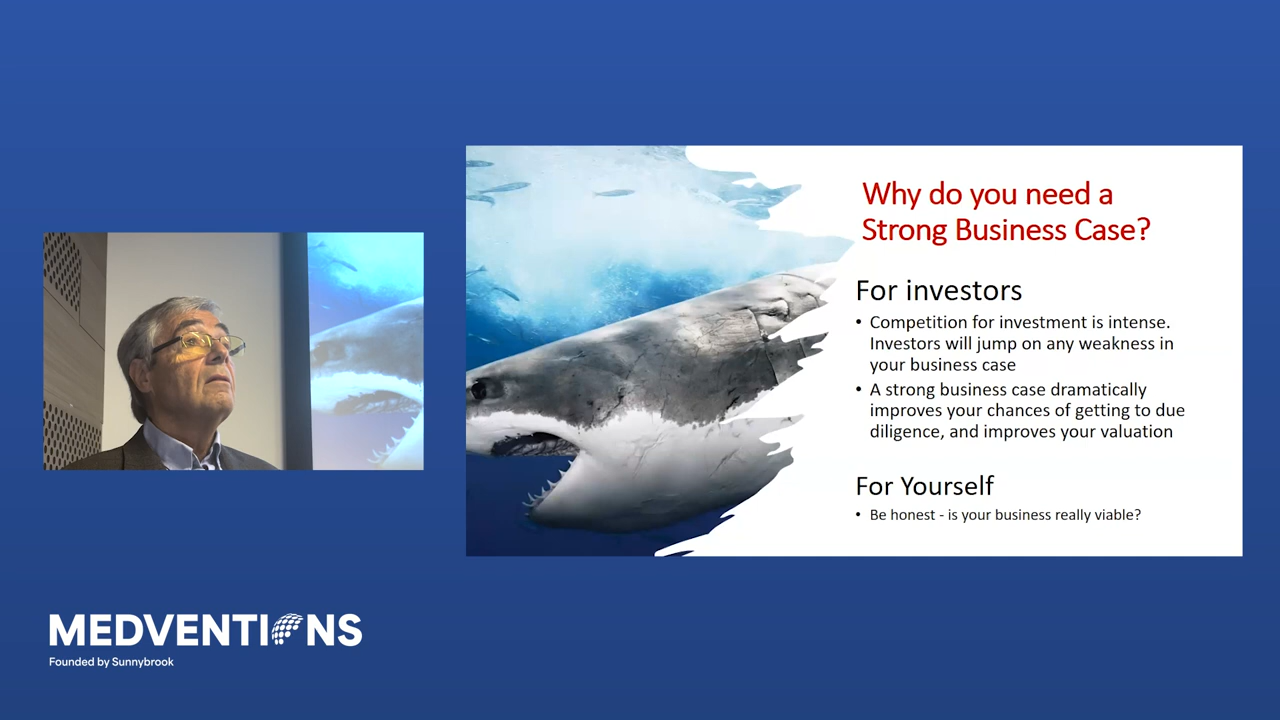 Why do you need a
Strong Business Case?
For investors
• Competition for investment is intense.
Investors will jump on any weakness in
your business case
• A strong business case dramatically
improves your chances of getting to due
diligence, and improves your valuation
For Yourself
• Be honest - is your business really viable?
MEDVENTIONS
Founded by Sunnybrook